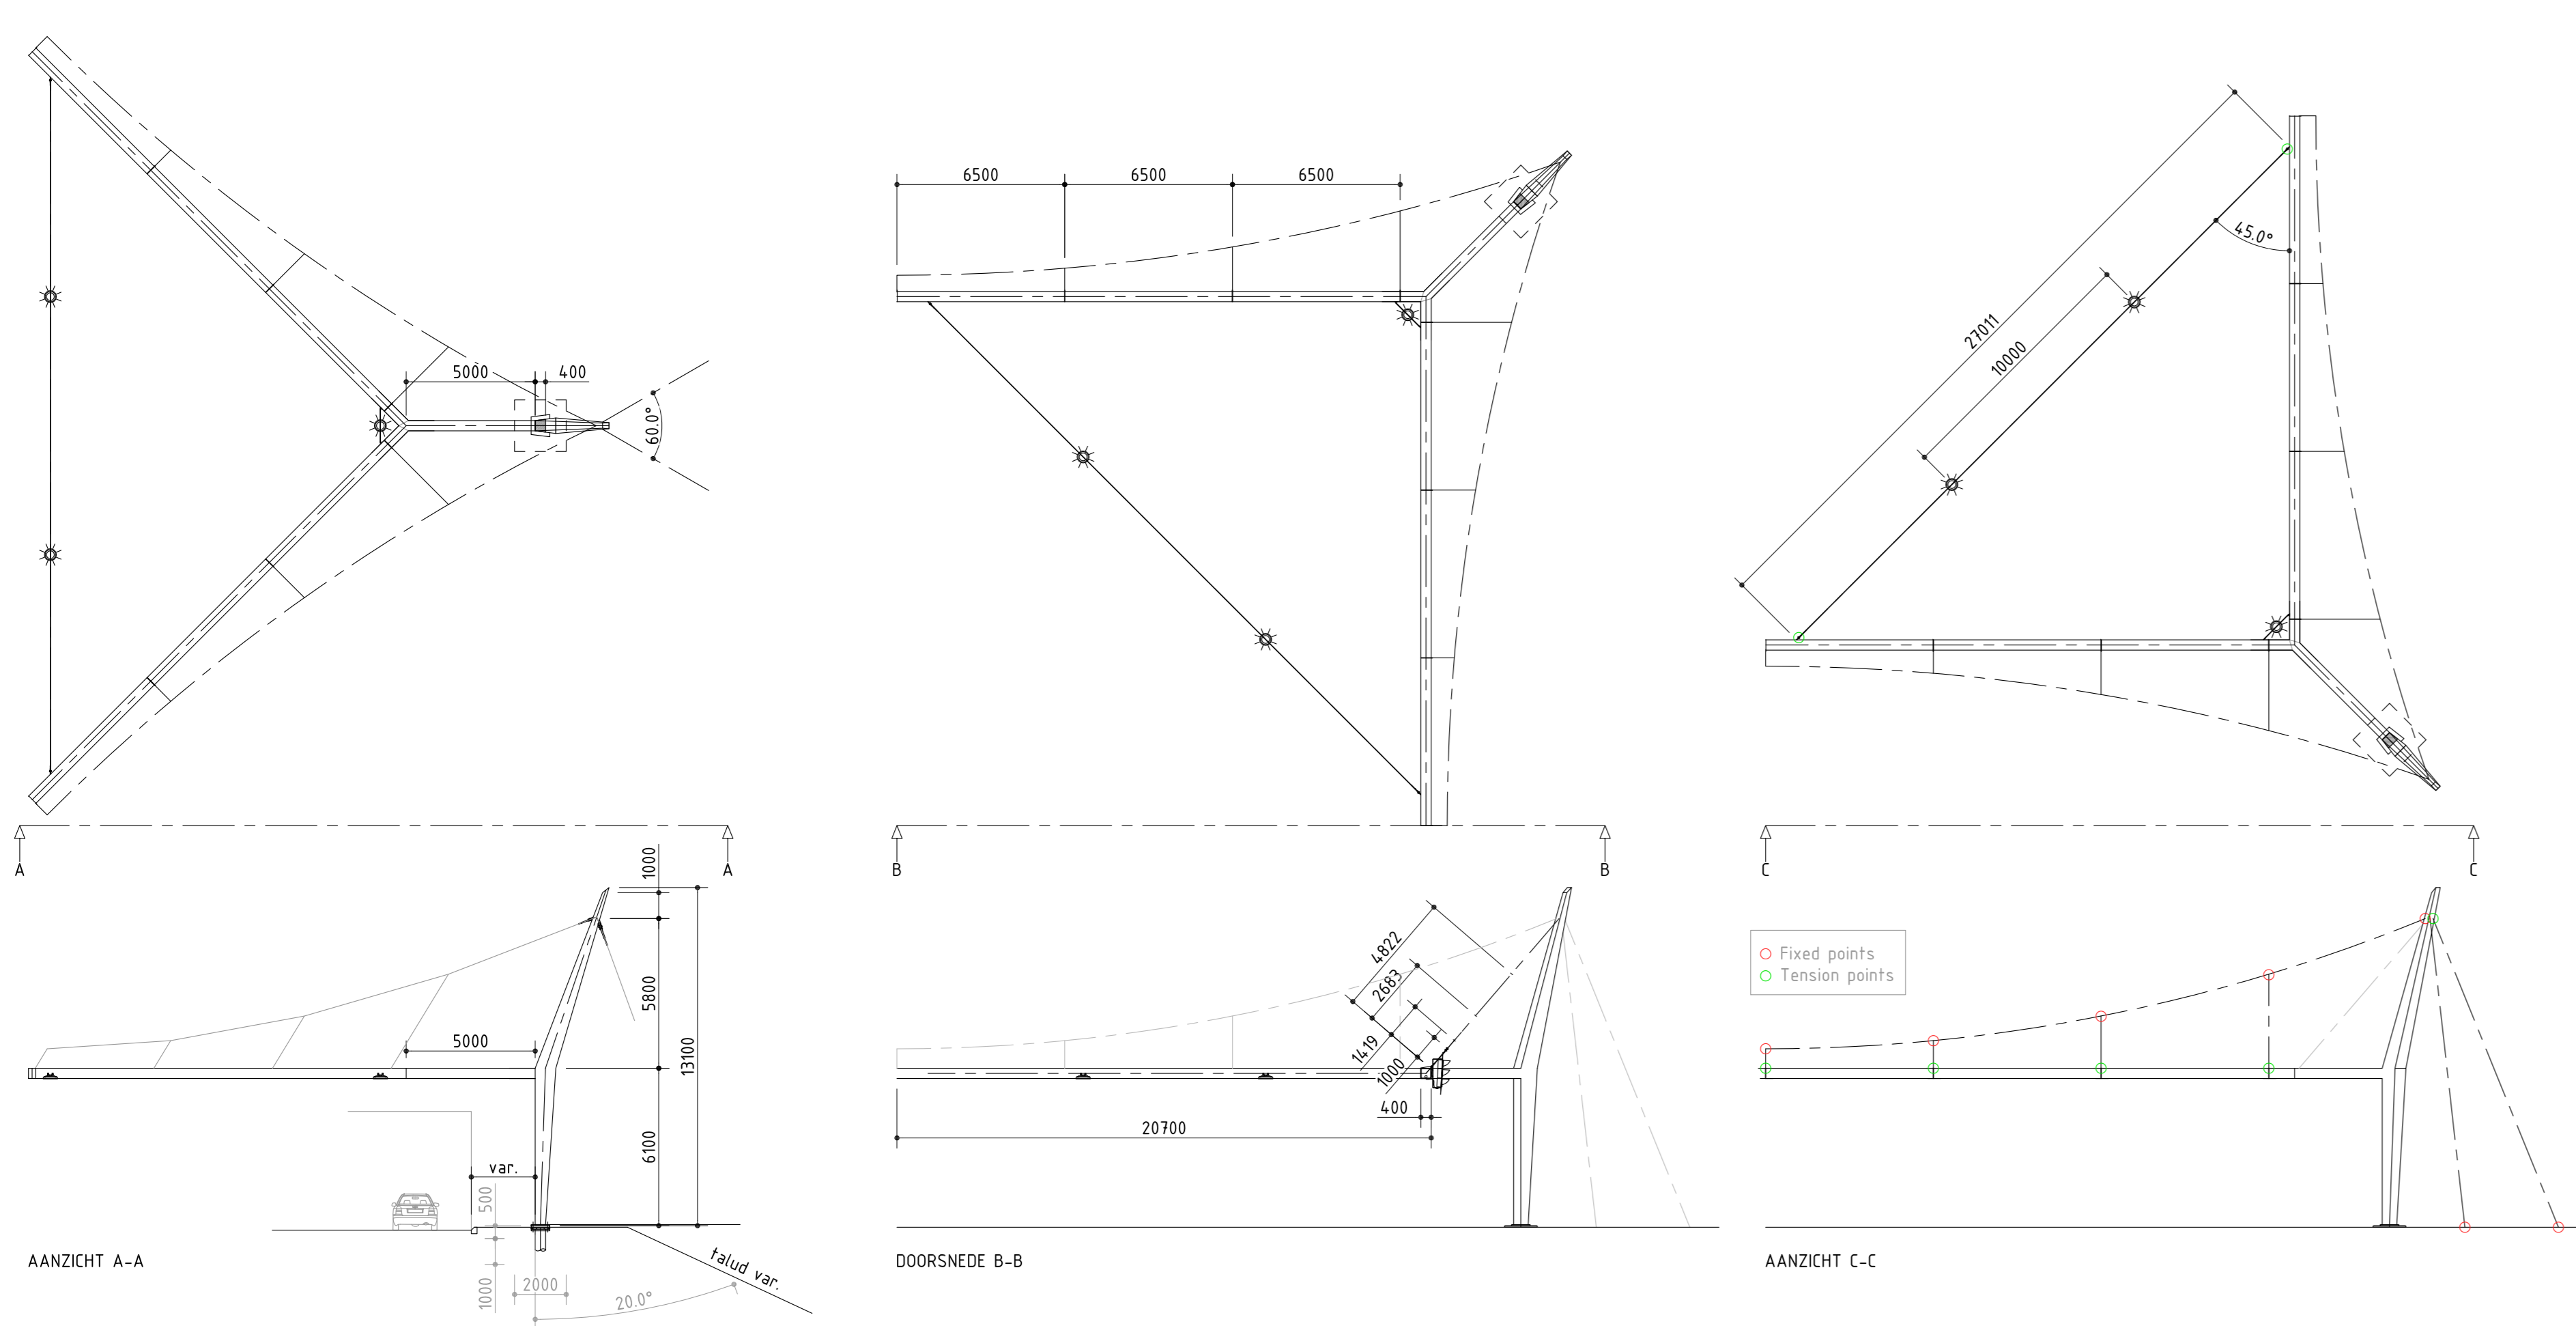 5000
400
60.0°
A
A
6500
6500
6500
B
B
27011
10000
45.0°
C
C
1000
5800
13100
6100
5000
var.
500
1000
2000
20.0°
talud var.
AANZICHT A-A
4822
2683
1419
1000
400
20700
DOORSNEDE B-B
Fixed points
Tension points
AANZICHT C-C